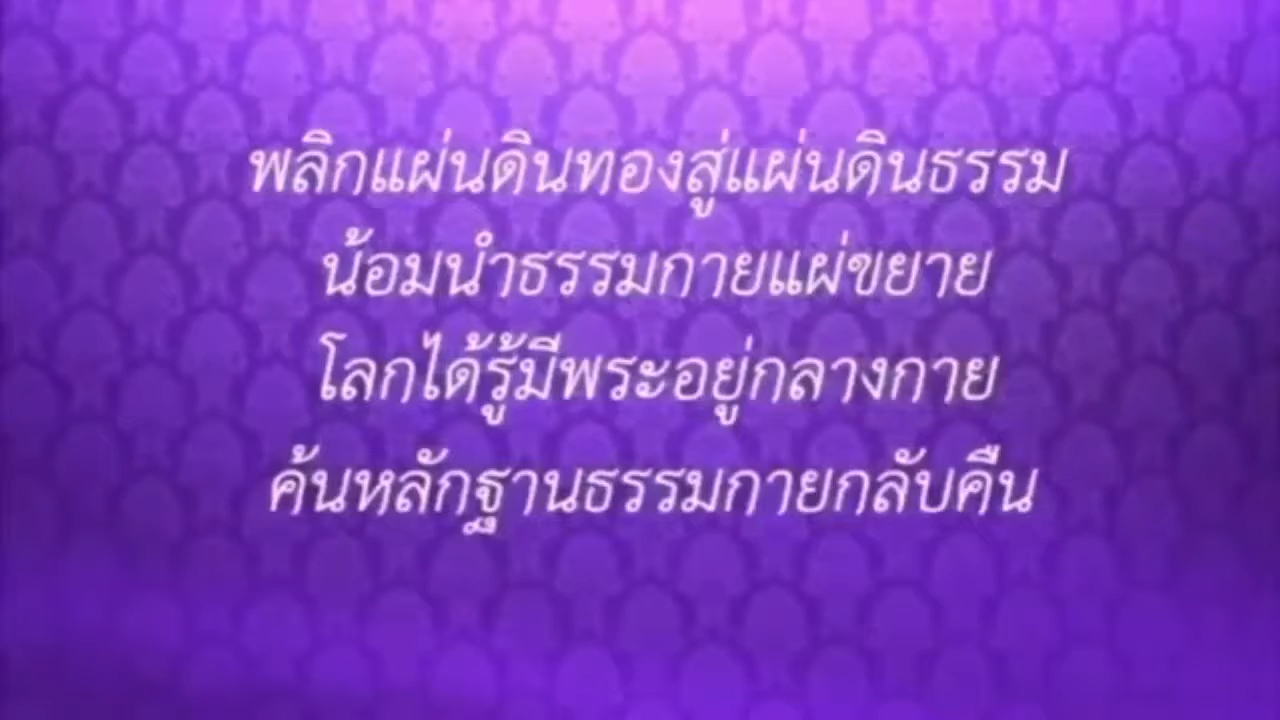 พลิกแผ่นดินทองสู่แผ่นดินธรรม
น้อมนำธรรมกายแผ่ขยาย
โลกได้รู้มีพระอยู่กลางกาย
ค้นหลักฐานธรรมกายกลับคืน